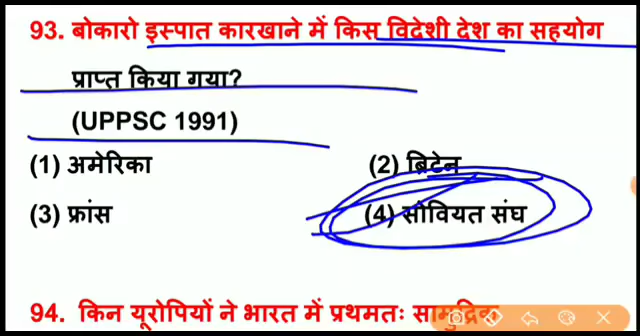 93. बोकारो इस्पात कारखाने में किस विदेशी देश का सहयोग
प्राप्त किया गया?
(UPPSC 1991)
(1) अमेरिका (2) ब्रिटेन
(3) फ्रांस (4) सोवियत संघ
94. किन यूरोपियों ने भारत में प्रथमतः सामुद्रिक